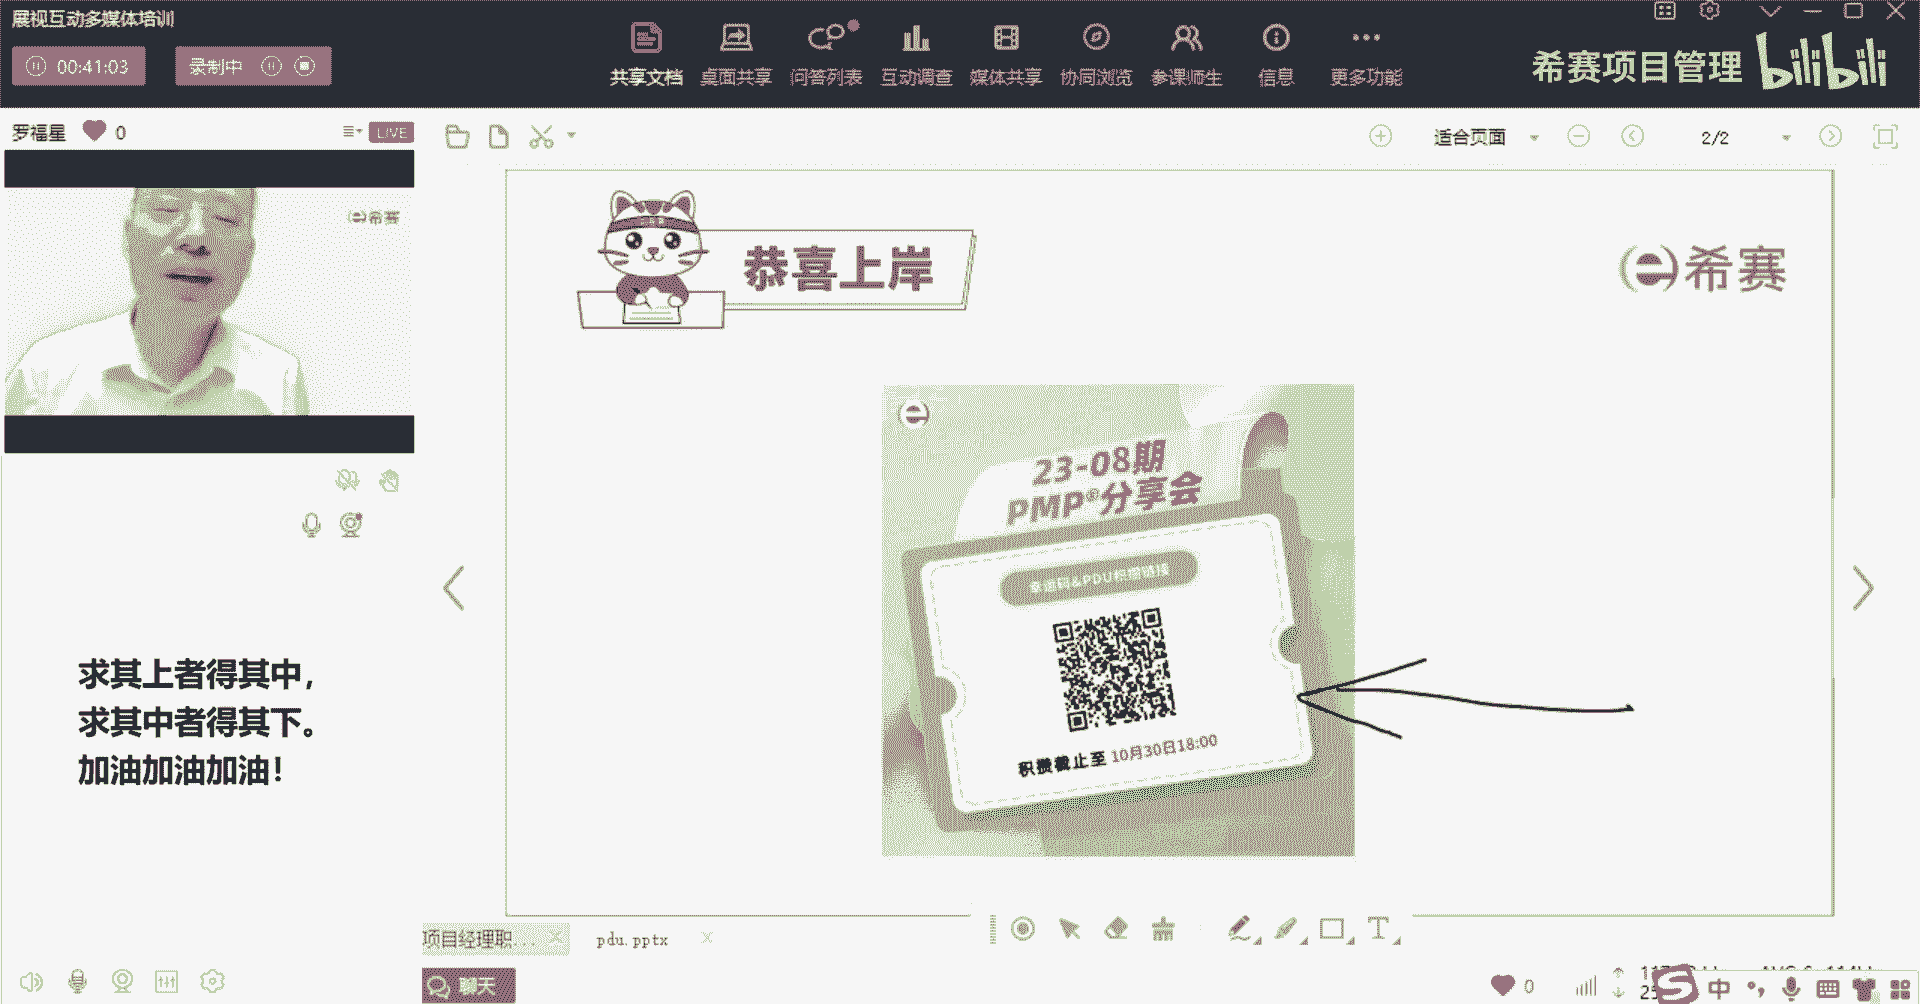 展视互动多媒体培训
00:41:03
录制中
共享文档
桌面共享
问答列表
互动调查
媒体共享
协同浏览
参课师生
信息
更多功能
希赛项目管理 bilibili
罗福星 0
LIVE
适合页面
2/2
希赛
恭喜上岸
希赛
23-08期
PMP®分享会
积攒截止至 10月30日18:00
求其上者得其中，
求其中者得其下。
加油加油加油！
项目经理职...
pdu.pptx
聊天
0
中